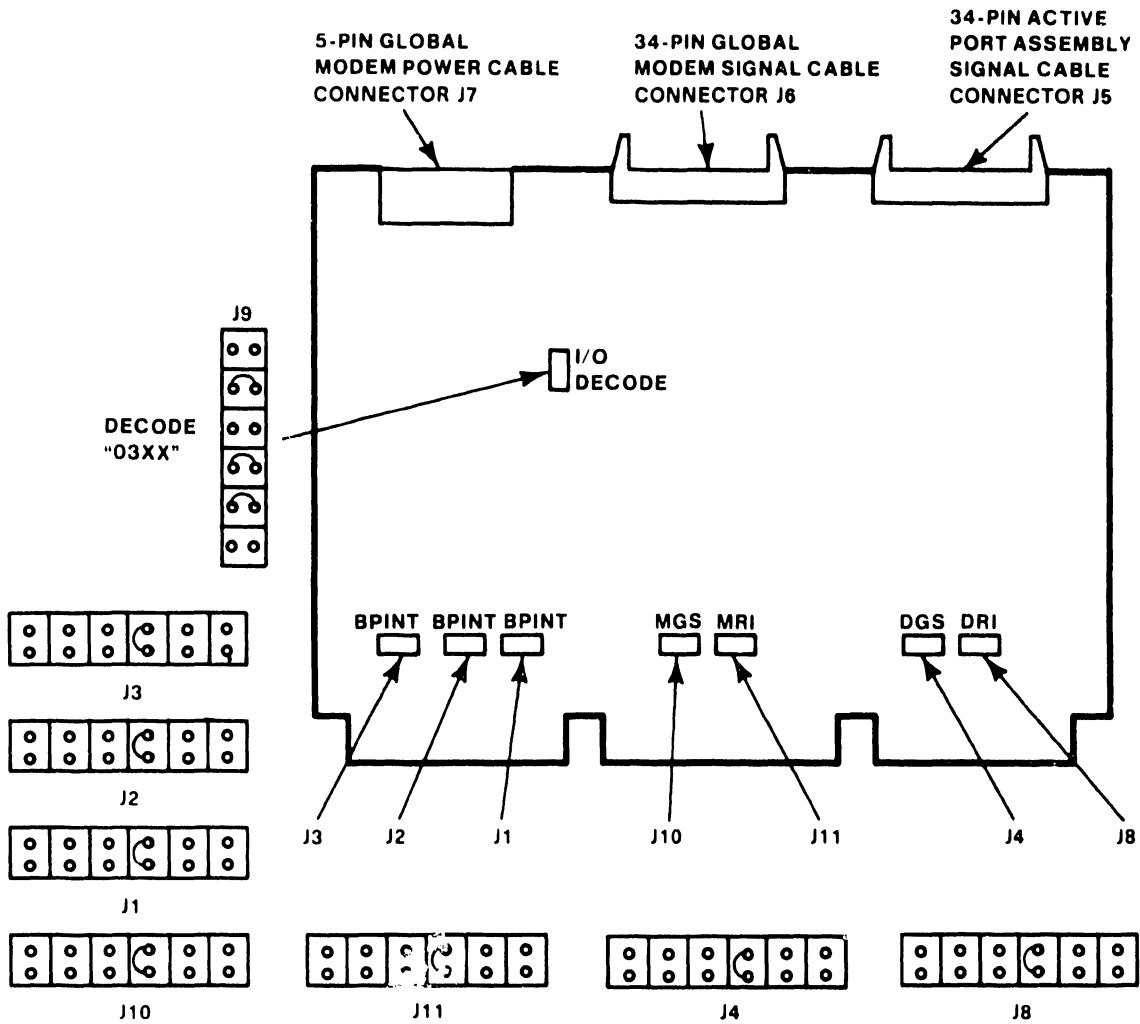 5-PIN GLOBAL
MODEM POWER CABLE
CONNECTOR J7
34-PIN GLOBAL
MODEM SIGNAL CABLE
CONNECTOR J6
34-PIN ACTIVE
PORT ASSEMBLY
SIGNAL CABLE
CONNECTOR J5
J9
I/O
DECODE
DECODE
"03XX"
BPINT BPINT BPINT MGS MRI DGS DRI
J3
J2
J1
J3 J2 J1 J10 J11 J4 J8
J10 J11 J4 J8